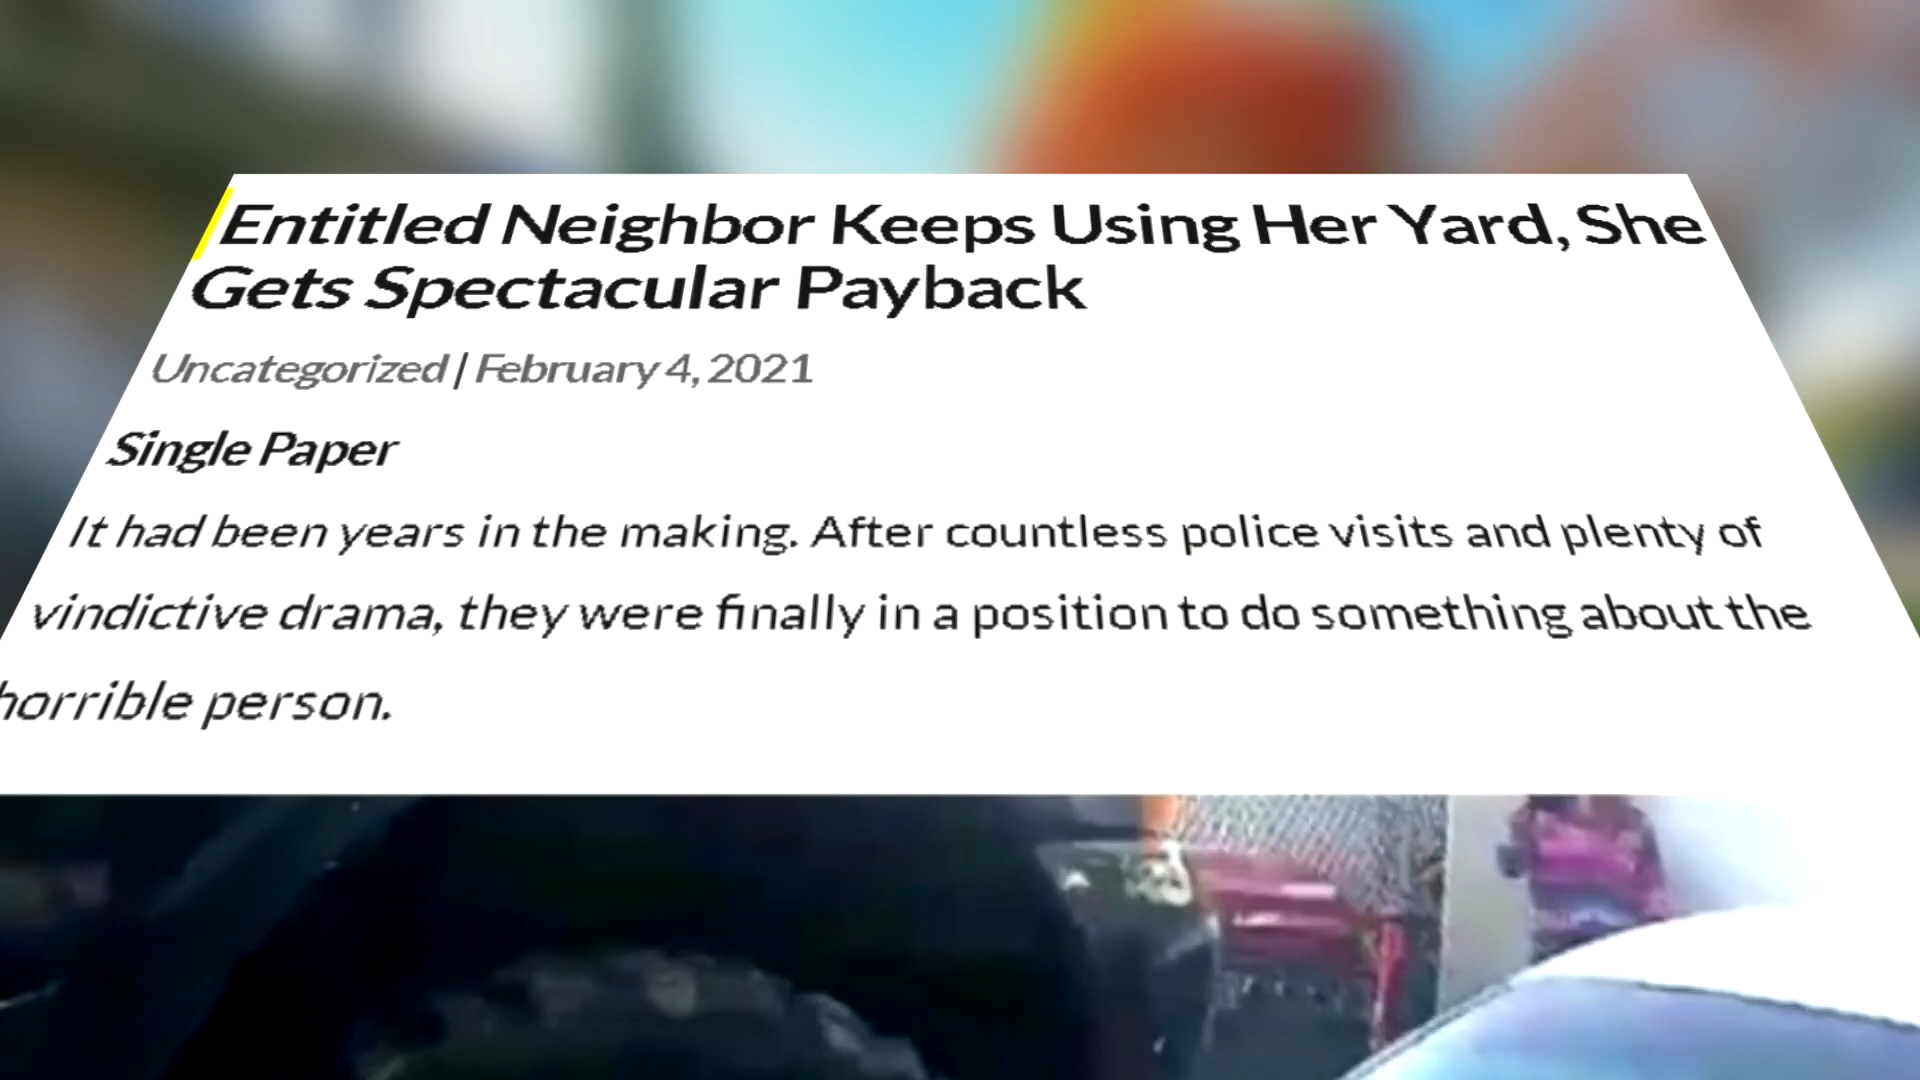 Entitled Neighbor Keeps Using Her Yard, She
Gets Spectacular Payback
Uncategorized | February 4, 2021
Single Paper
It had been years in the making. After countless police visits and plenty of
vindictive drama, they were finally in a position to do something about the
horrible person.